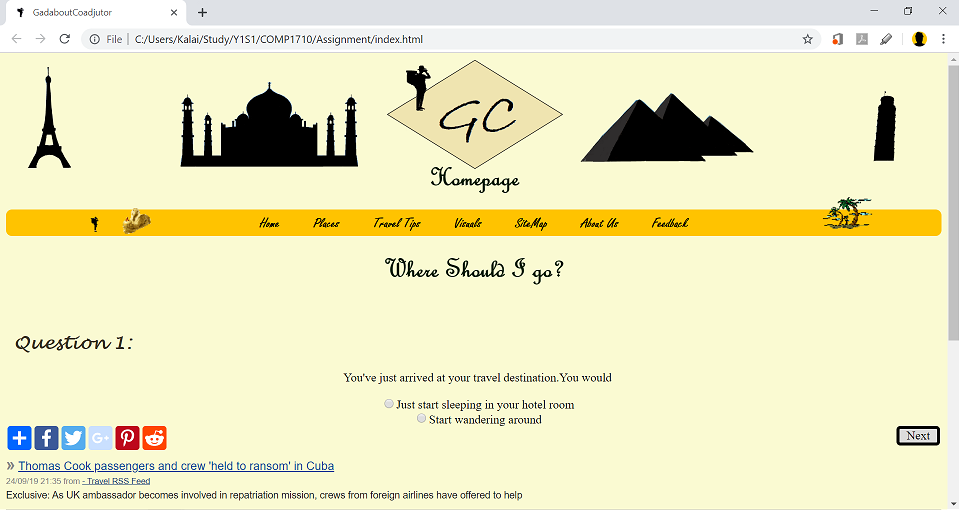 GadaboutCoadjutor
File | C:/Users/Kalai/Study/Y1S1/COMP1710/Assignment/index.html
GC
Homepage
Home Places Travel Tips Visuals SiteMap About Us Feedback
Where Should I go?
Question 1:
You've just arrived at your travel destination.You would
Just start sleeping in your hotel room
Start wandering around
G+
Next
» Thomas Cook passengers and crew 'held to ransom' in Cuba
24/09/19 21:35 from - Travel RSS Feed
Exclusive: As UK ambassador becomes involved in repatriation mission, crews from foreign airlines have offered to help